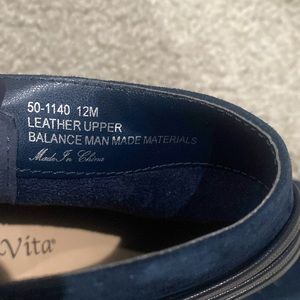 50-1140 12M
LEATHER UPPER
BALANCE MAN MADE MATERIALS
Made In China
Vita®